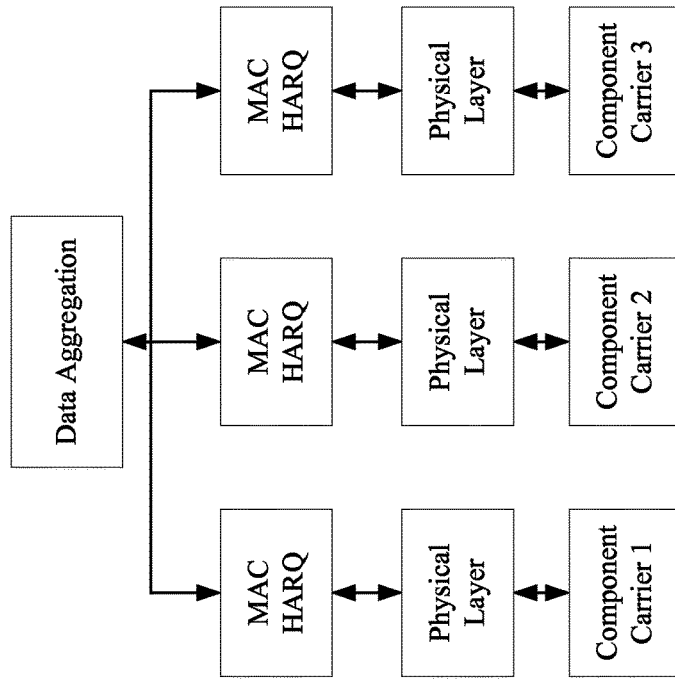 Data Aggregation
MAC
HARQ
MAC
HARQ
MAC
HARQ
Physical
Layer
Physical
Layer
Physical
Layer
Component
Carrier 1
Component
Carrier 2
Component
Carrier 3